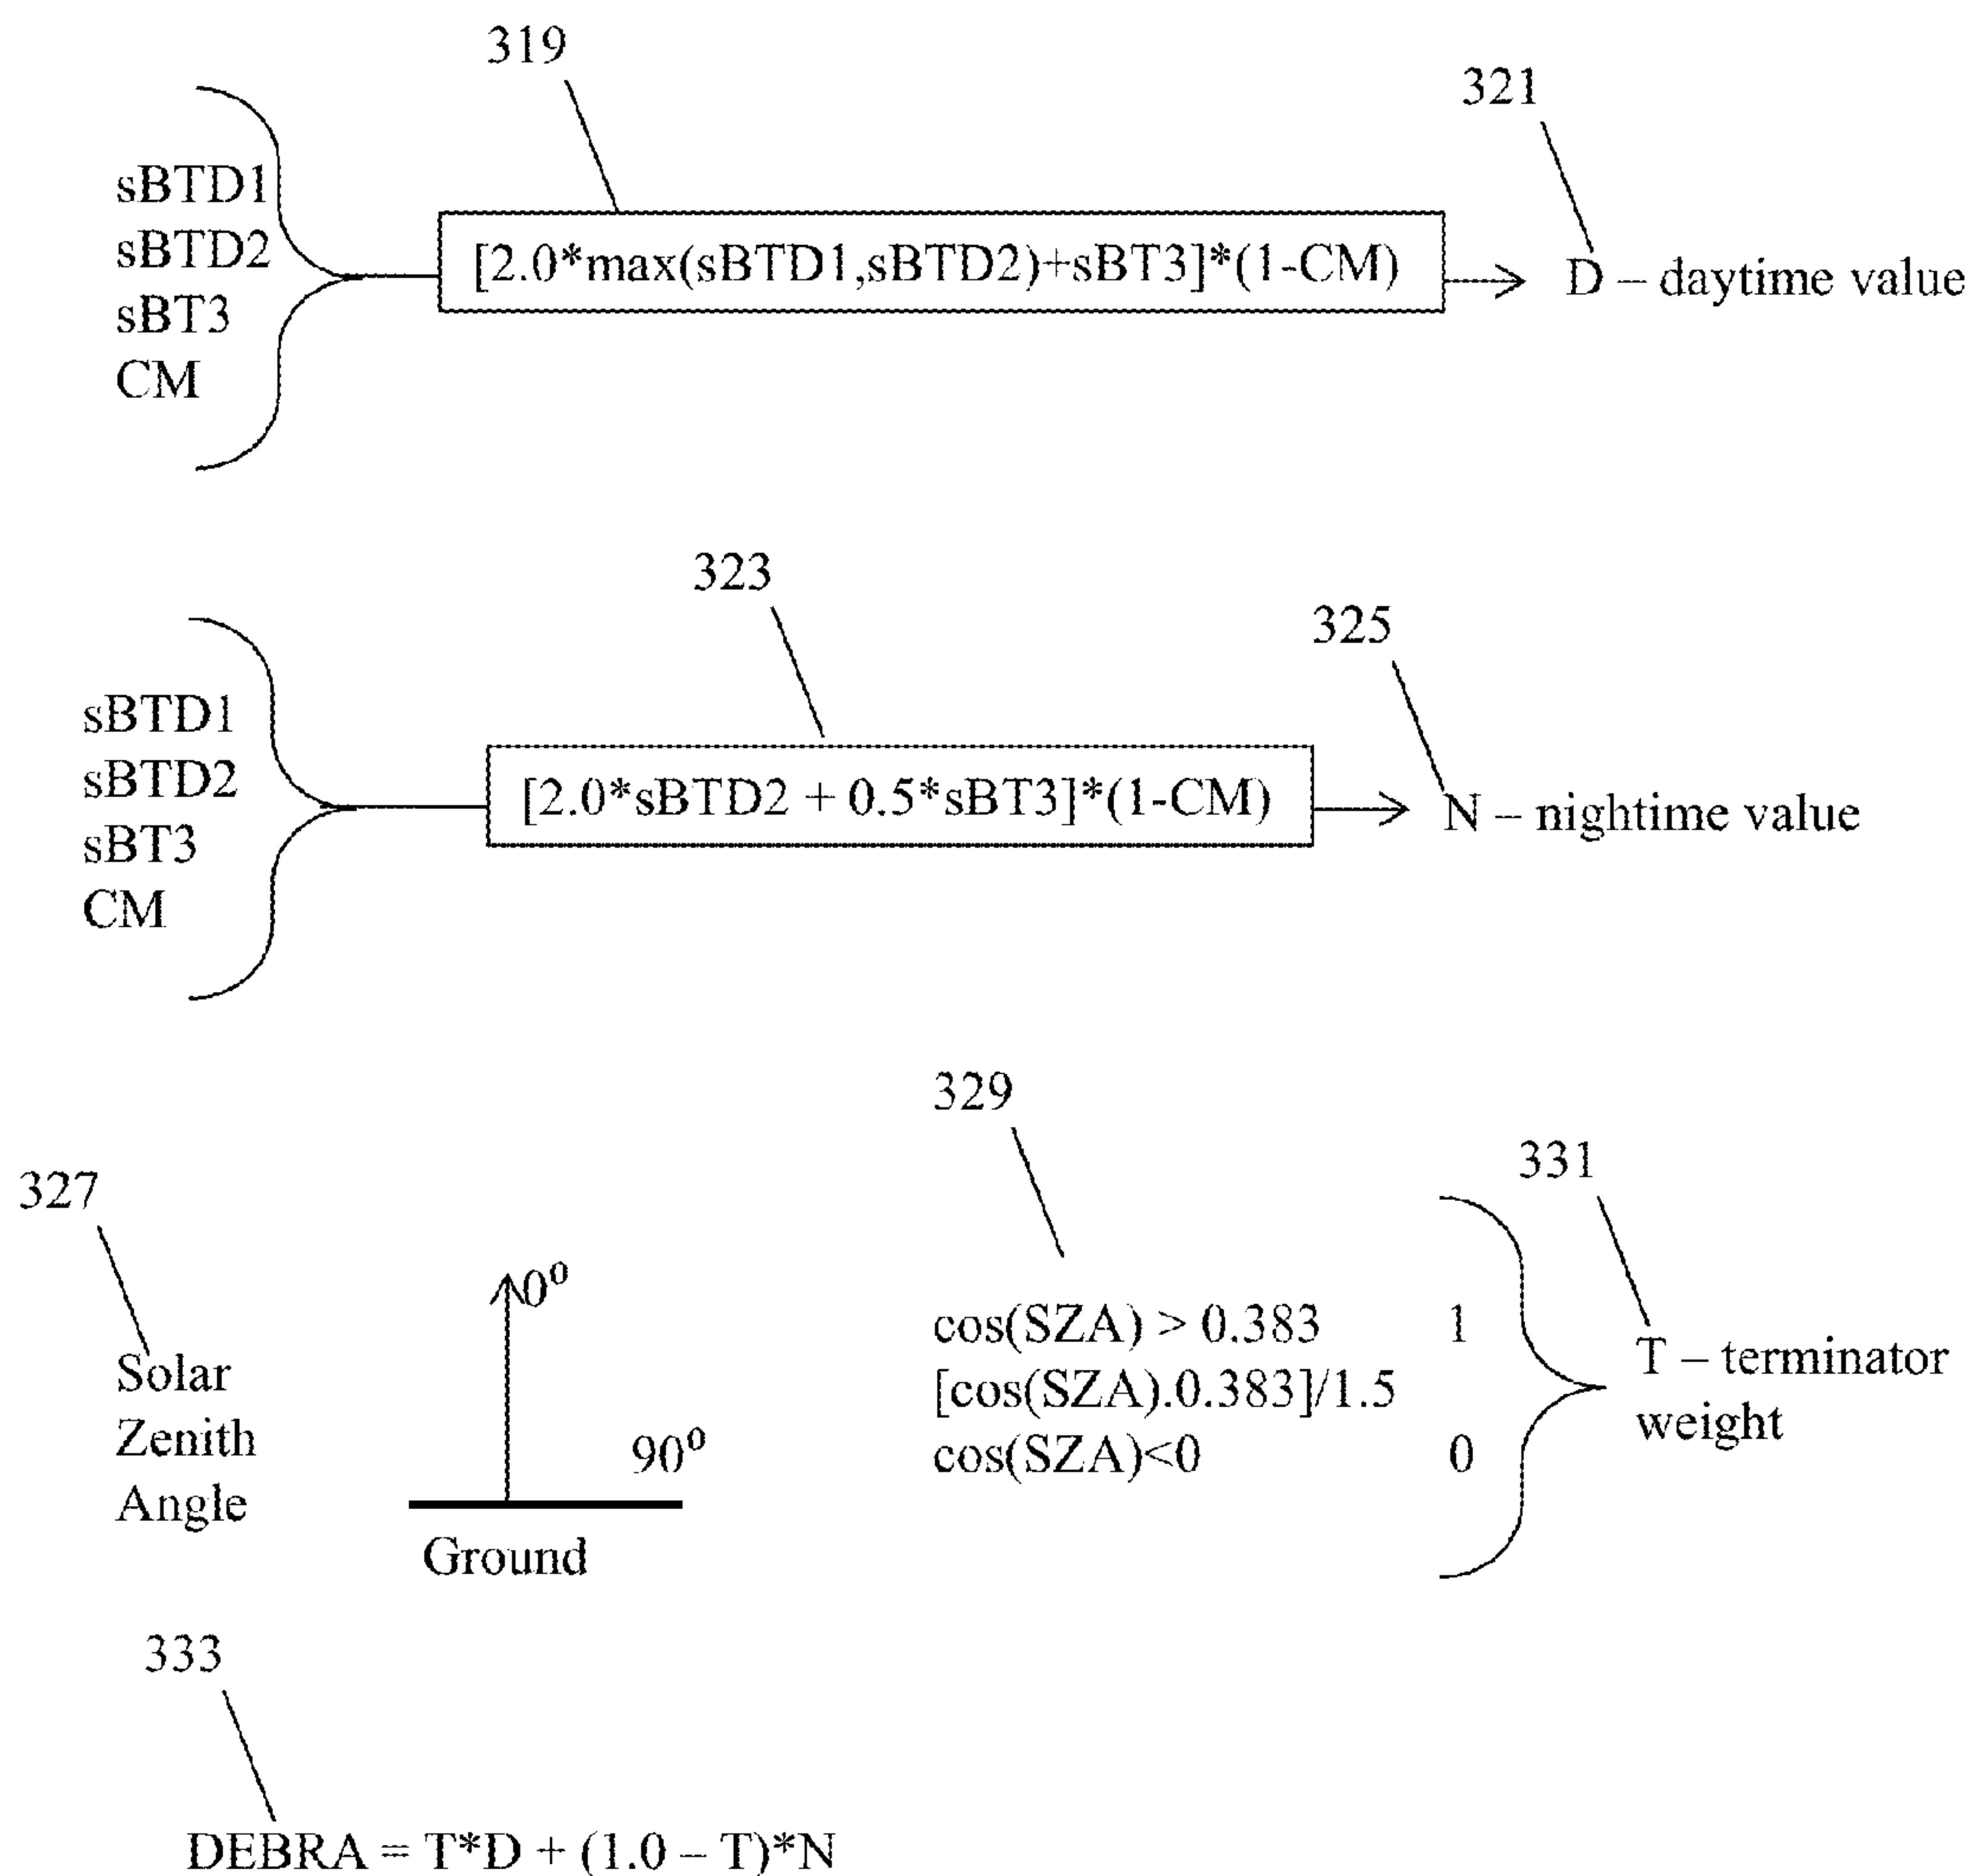 319
321
sBTD1
sBTD2
sBT3
CM
[2.0*max(sBTD1,sBTD2)+sBT3]*(1-CM)
D – daytime value
323
325
sBTD1
sBTD2
sBT3
CM
[2.0*sBTD2 + 0.5*sBT3]*(1-CM)
N – nightime value
327
Solar
Zenith
Angle
0⁰
90⁰
Ground
329
331
cos(SZA) > 0.383 1
[cos(SZA).0.383]/1.5
cos(SZA)<0 0
T – terminator
weight
333
DEBRA = T*D + (1.0 – T)*N